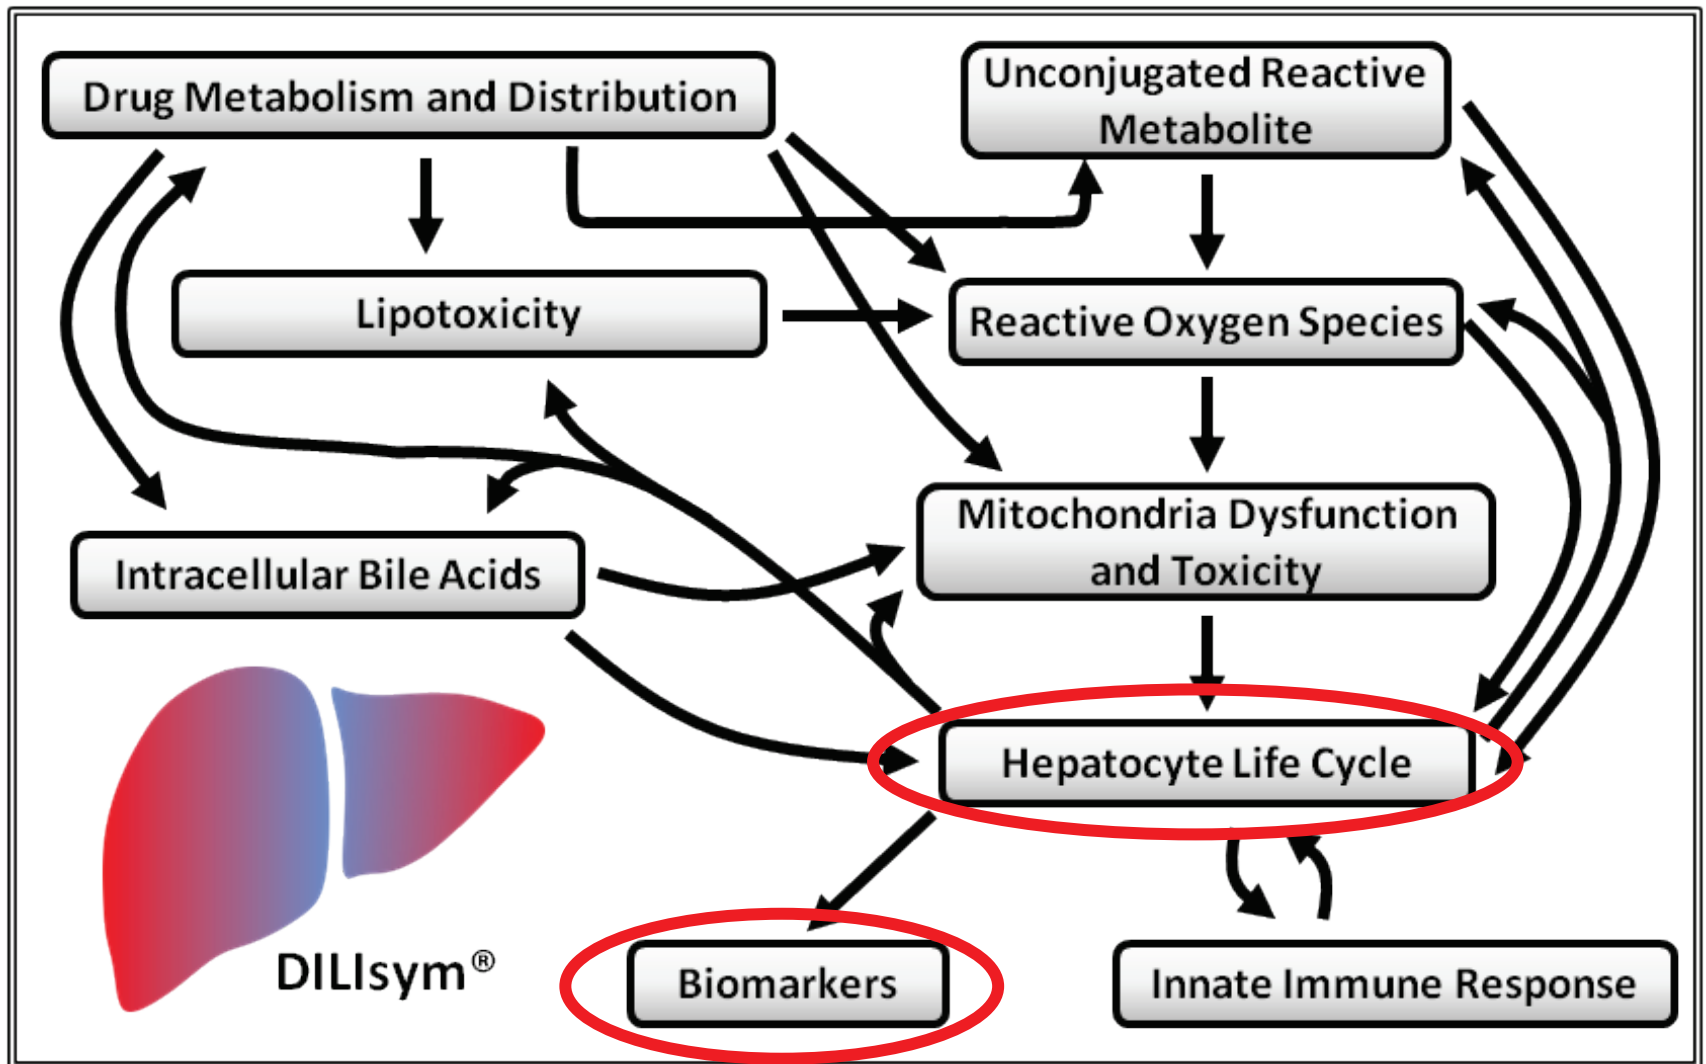 Drug Metabolism and Distribution
Unconjugated Reactive
Metabolite
Lipotoxicity
Reactive Oxygen Species
Mitochondria Dysfunction
and Toxicity
Intracellular Bile Acids
Hepatocyte Life Cycle
DILIsym®
Biomarkers
Innate Immune Response